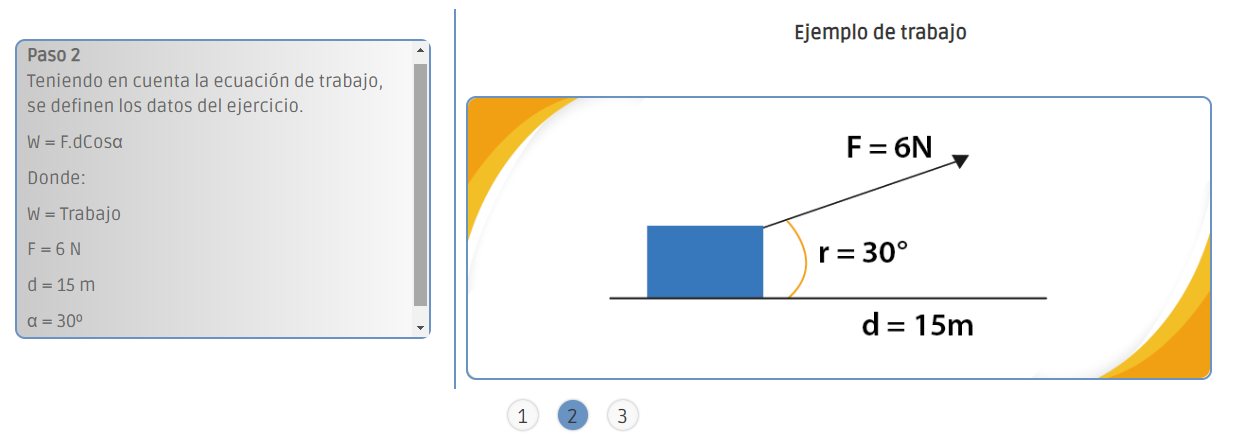 Paso 2
Teniendo en cuenta la ecuación de trabajo,
se definen los datos del ejercicio.
W = F.dCosα
Donde:
W = Trabajo
F = 6 N
d = 15 m
α = 30º
Ejemplo de trabajo
F = 6N
r = 30°
d = 15m
1 2 3